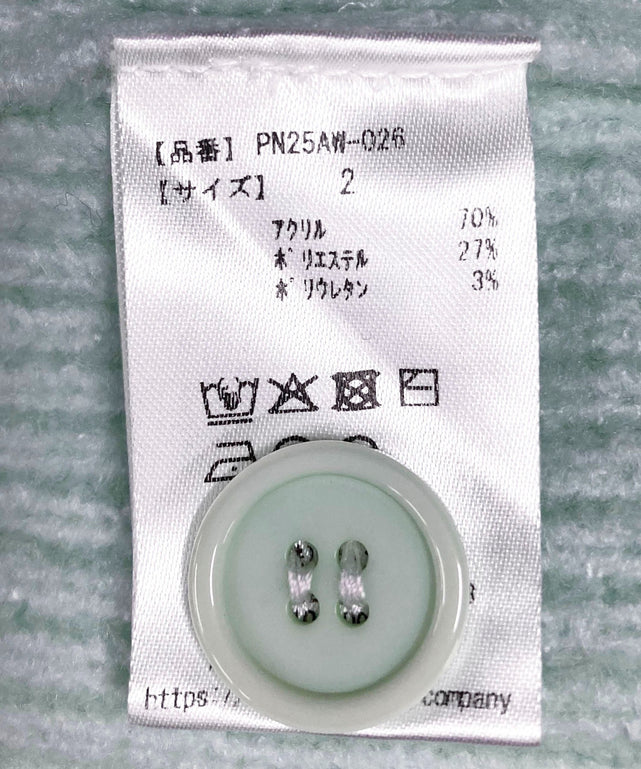 【品番】 PN25AW-026
【サイズ】 2
アクリル 70%
ポリエステル 27%
ポリウレタン 3%
https:/ company